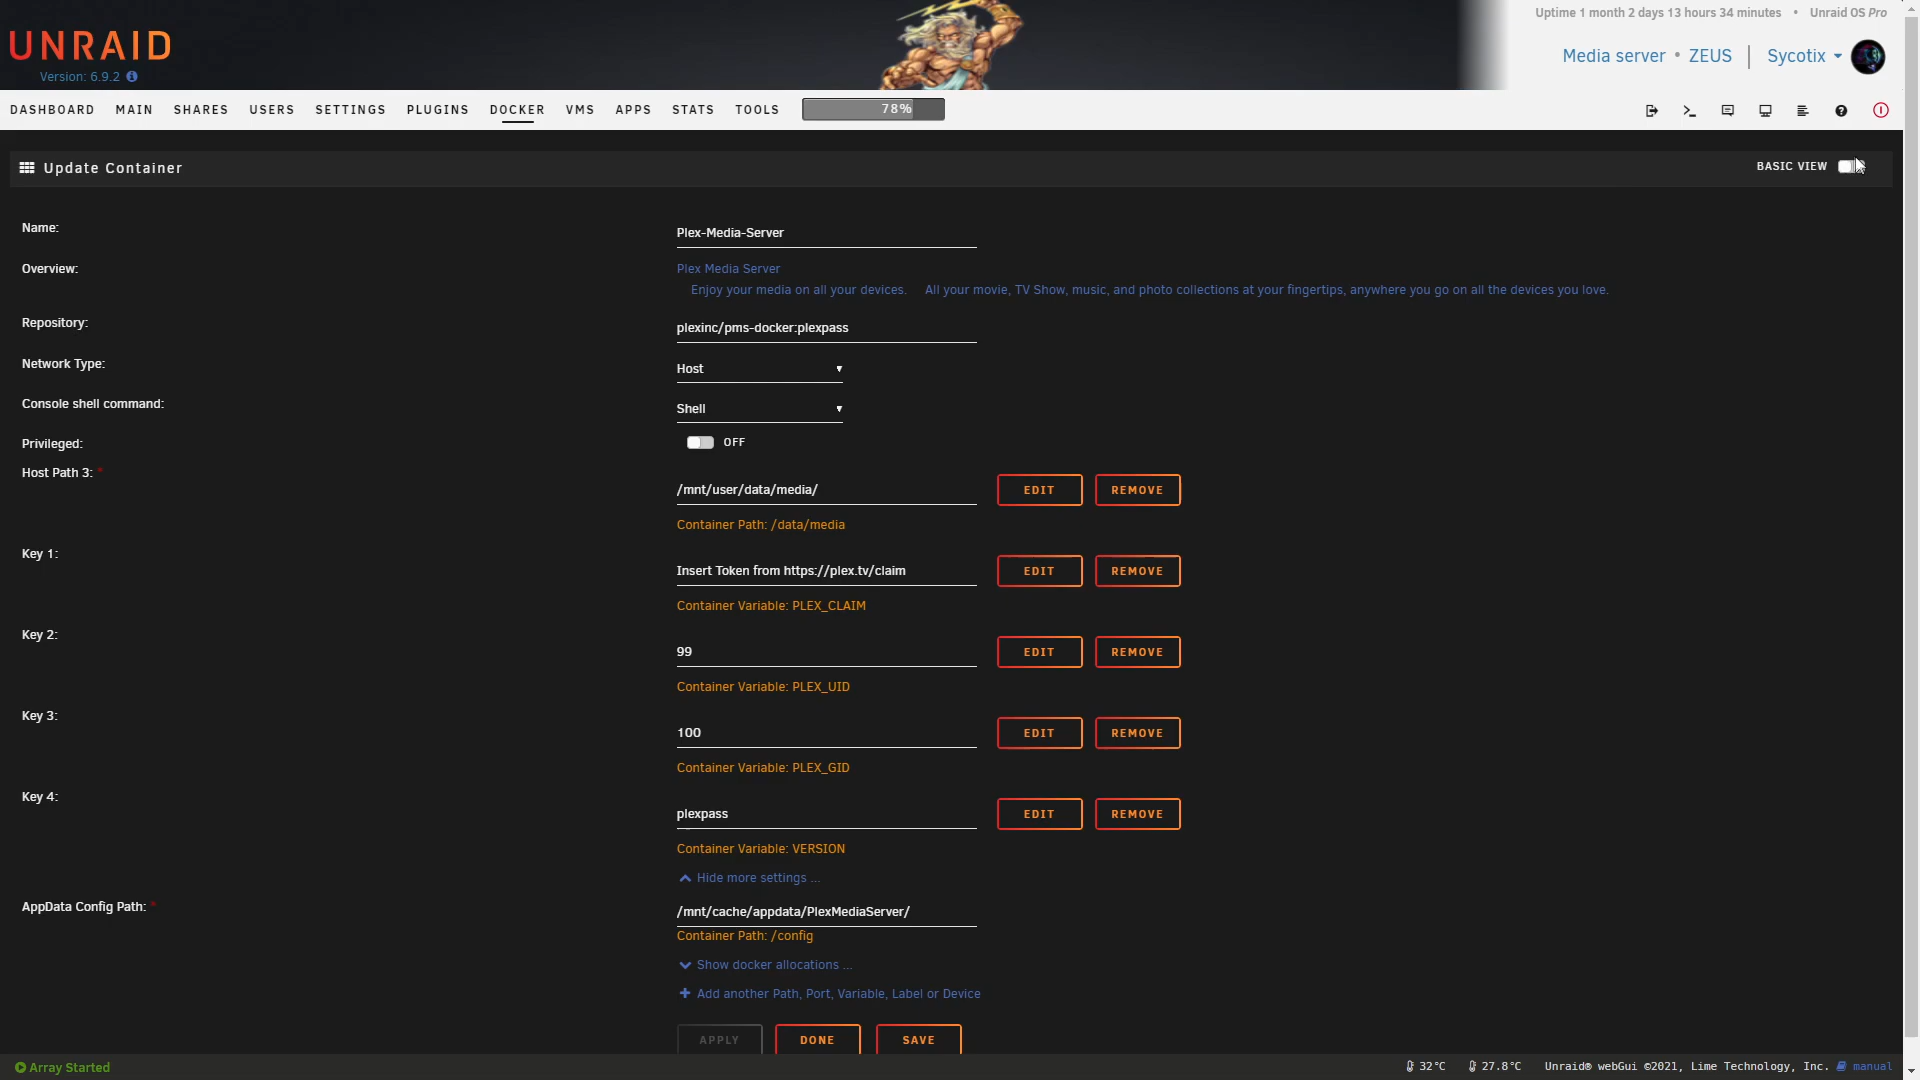 Uptime 1 month 2 days 13 hours 34 minutes • Unraid OS Pro
UNRAID
Version: 6.9.2
Media server • ZEUS | Sycotix
DASHBOARD MAIN SHARES USERS SETTINGS PLUGINS DOCKER VMS APPS STATS TOOLS 78%
Update Container
BASIC VIEW
Name:
Plex-Media-Server
Overview:
Plex Media Server
Enjoy your media on all your devices. All your movie, TV Show, music, and photo collections at your fingertips, anywhere you go on all the devices you love.
Repository:
plexinc/pms-docker:plexpass
Network Type:
Host
Console shell command:
Shell
Privileged:
OFF
Host Path 3: *
/mnt/user/data/media/ EDIT REMOVE
Container Path: /data/media
Key 1:
Insert Token from https://plex.tv/claim EDIT REMOVE
Container Variable: PLEX_CLAIM
Key 2:
99 EDIT REMOVE
Container Variable: PLEX_UID
Key 3:
100 EDIT REMOVE
Container Variable: PLEX_GID
Key 4:
plexpass EDIT REMOVE
Container Variable: VERSION
Hide more settings ...
AppData Config Path: *
/mnt/cache/appdata/PlexMediaServer/
Container Path: /config
Show docker allocations ...
Add another Path, Port, Variable, Label or Device
APPLY DONE SAVE
Array Started
32°C 27.8°C Unraid® webGui ©2021, Lime Technology, Inc. manual